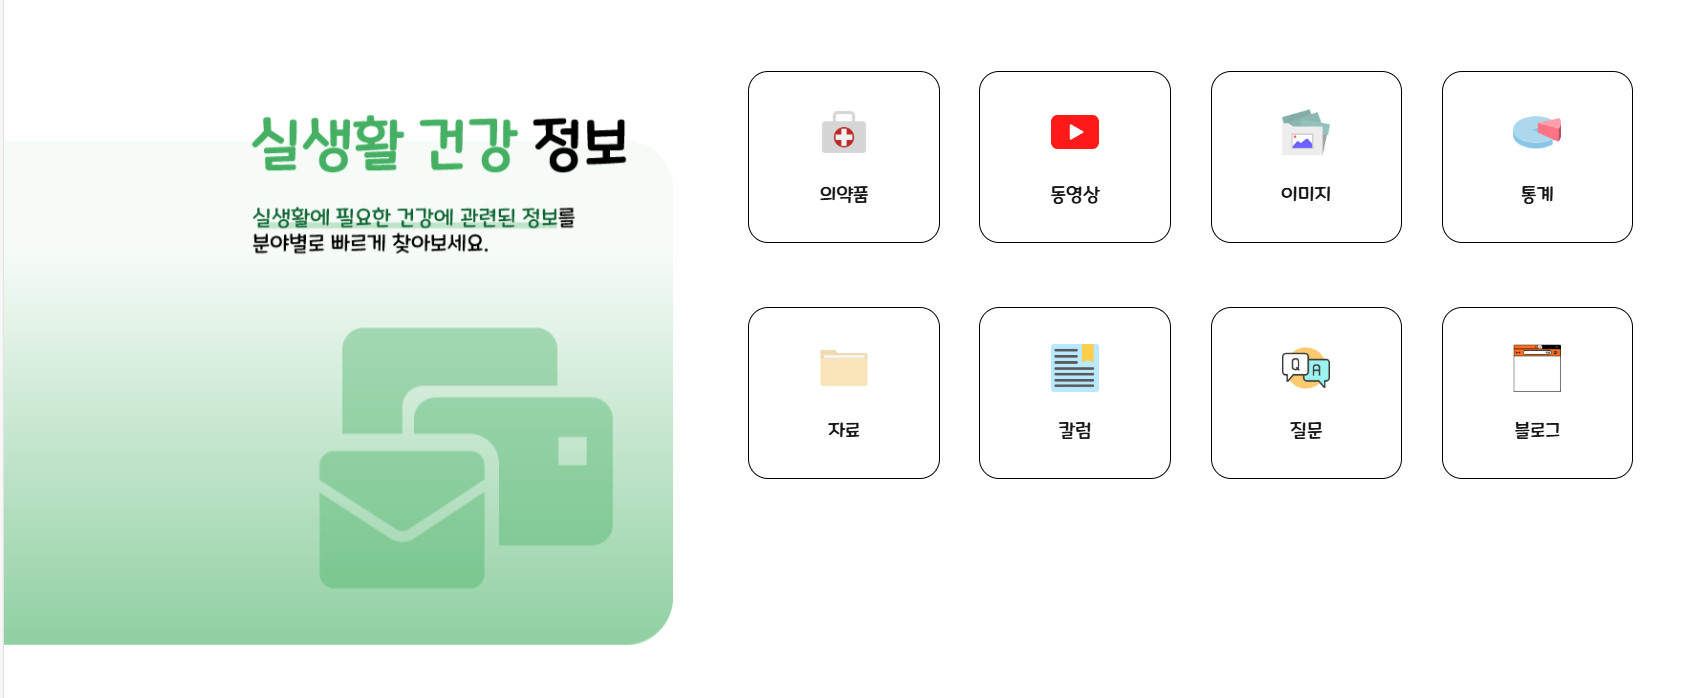 실생활 건강 정보
실생활에 필요한 건강에 관련된 정보를
분야별로 빠르게 찾아보세요.
의약품
동영상
이미지
통계
자료
칼럼
Q
A
질문
블로그